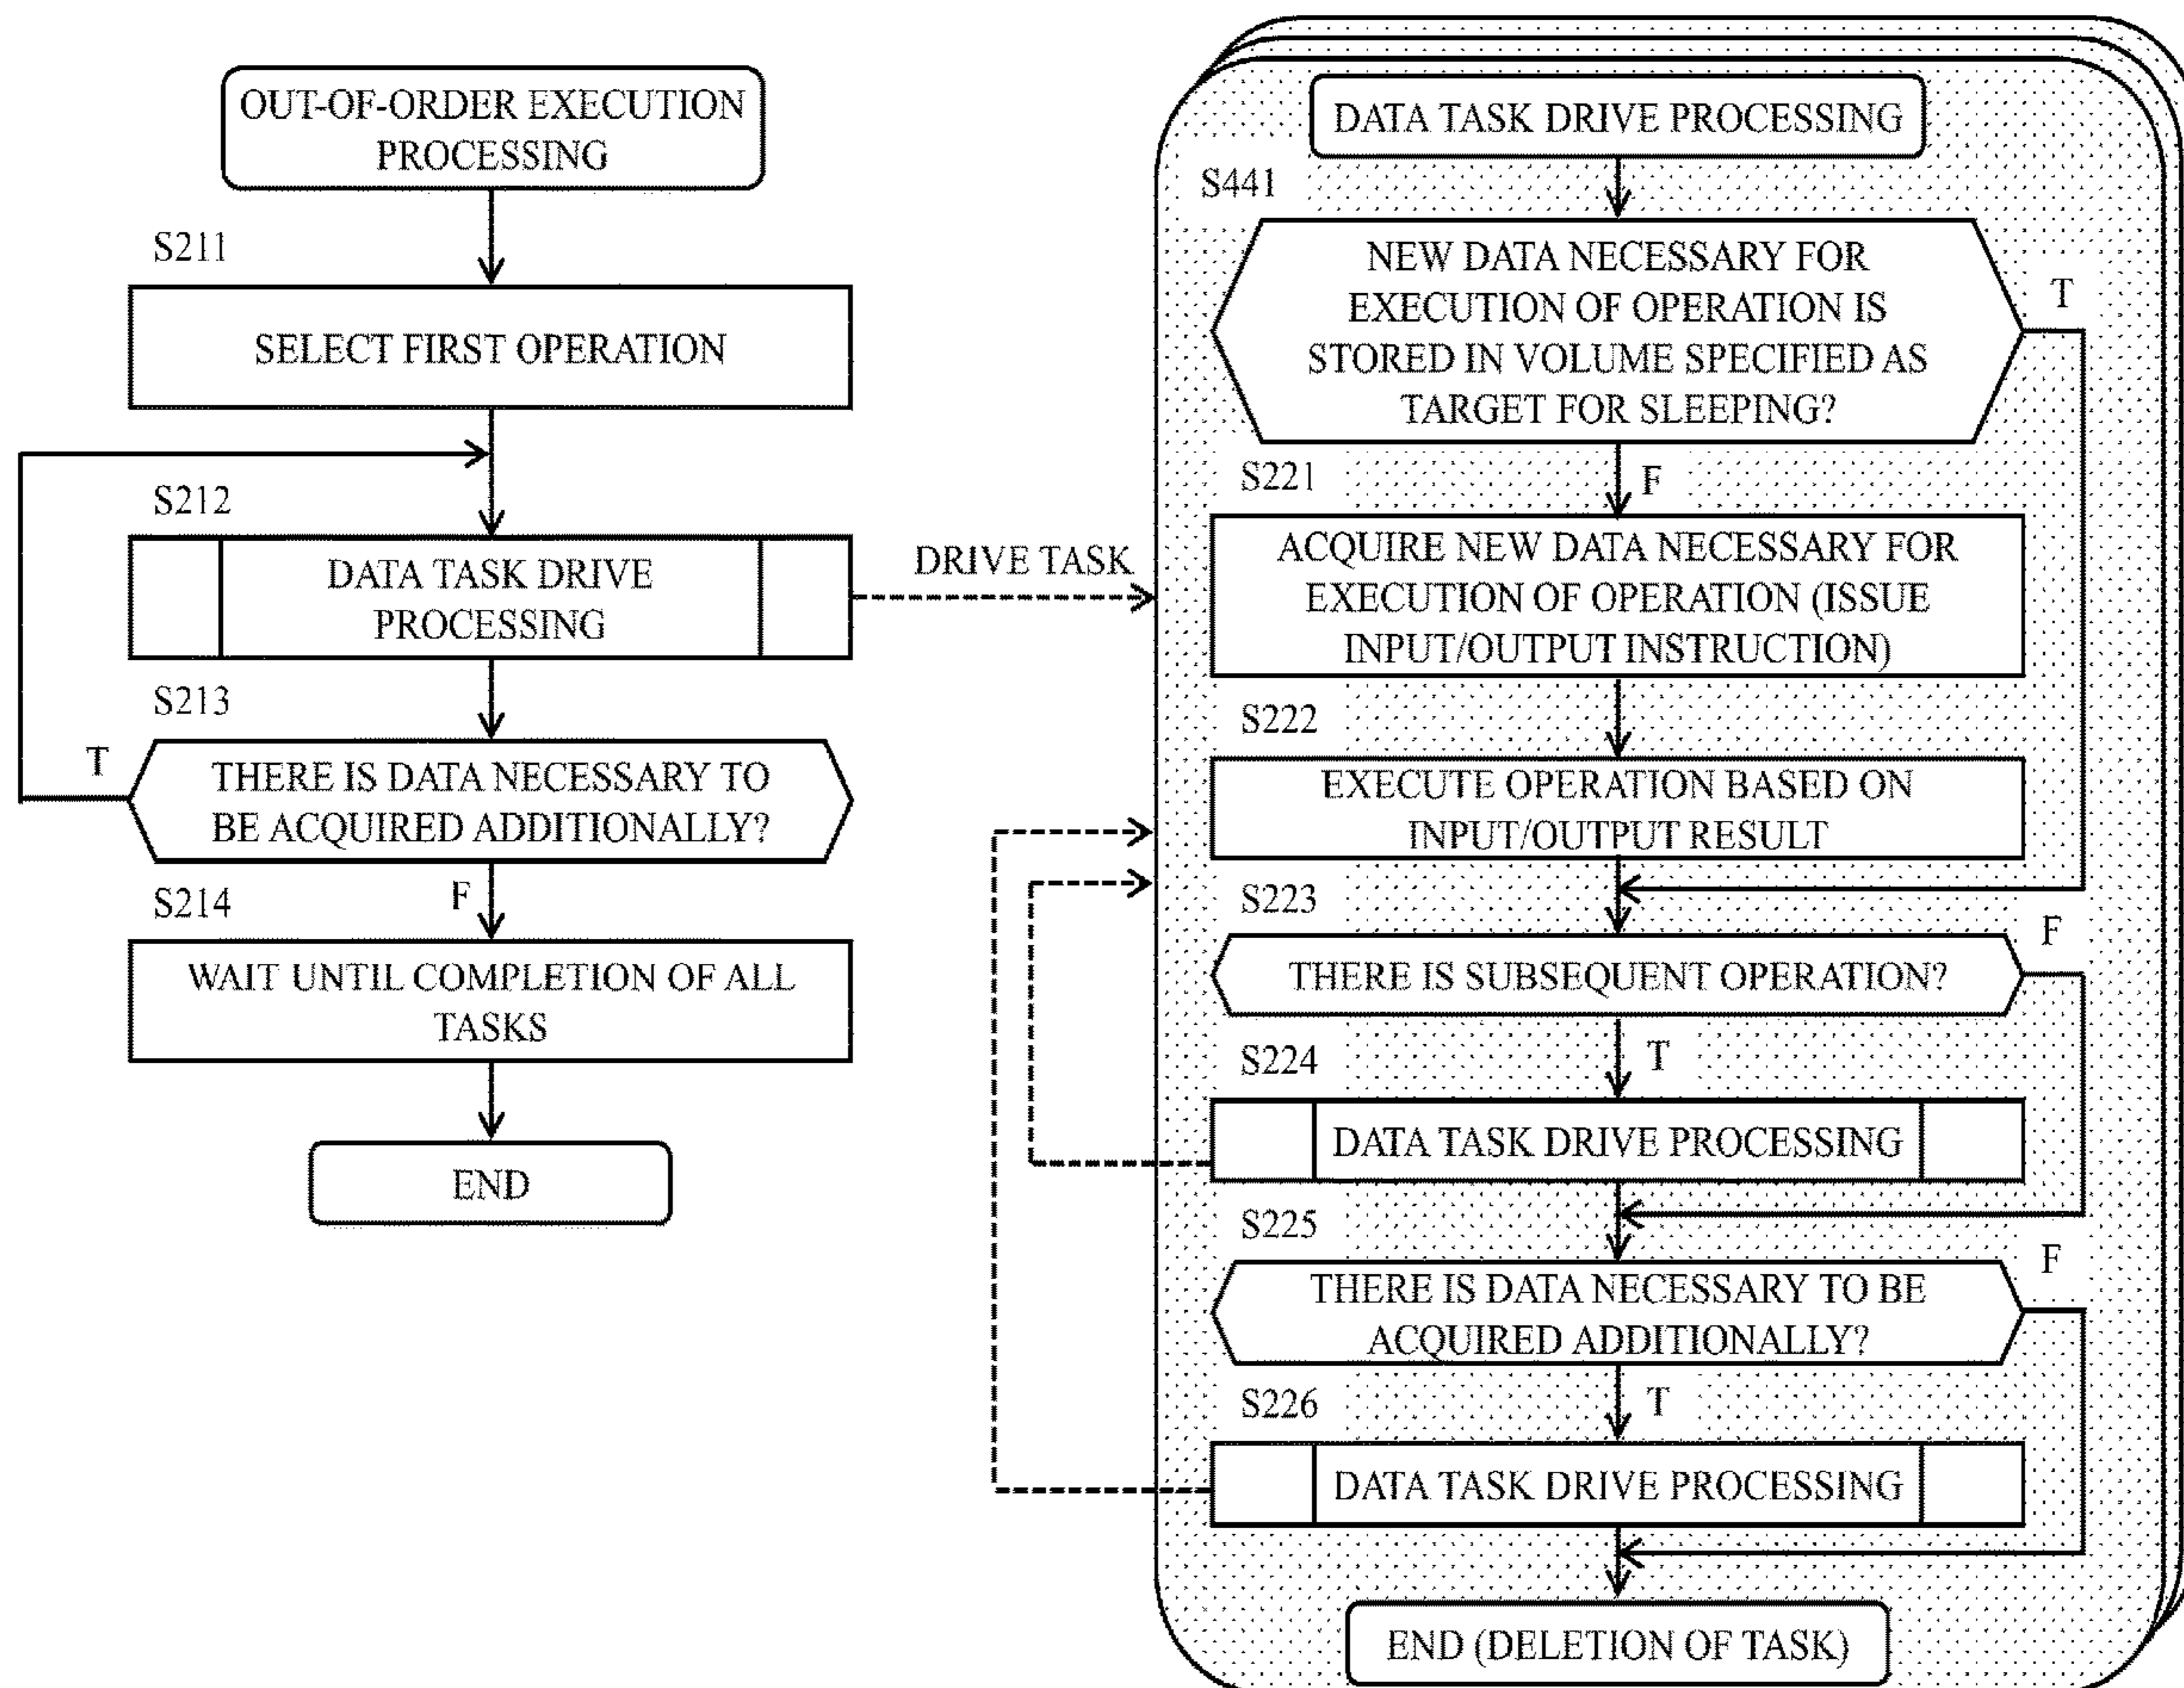 OUT-OF-ORDER EXECUTION
PROCESSING
S211
SELECT FIRST OPERATION
S212
DATA TASK DRIVE
PROCESSING
DRIVE TASK
S213
T
THERE IS DATA NECESSARY TO
BE ACQUIRED ADDITIONALLY?
F
S214
WAIT UNTIL COMPLETION OF ALL
TASKS
END
DATA TASK DRIVE PROCESSING
S441
NEW DATA NECESSARY FOR
EXECUTION OF OPERATION IS
STORED IN VOLUME SPECIFIED AS
TARGET FOR SLEEPING?
T
F
S221
ACQUIRE NEW DATA NECESSARY FOR
EXECUTION OF OPERATION (ISSUE
INPUT/OUTPUT INSTRUCTION)
S222
EXECUTE OPERATION BASED ON
INPUT/OUTPUT RESULT
S223
THERE IS SUBSEQUENT OPERATION?
F
T
S224
DATA TASK DRIVE PROCESSING
S225
THERE IS DATA NECESSARY TO BE
ACQUIRED ADDITIONALLY?
F
T
S226
DATA TASK DRIVE PROCESSING
END (DELETION OF TASK)